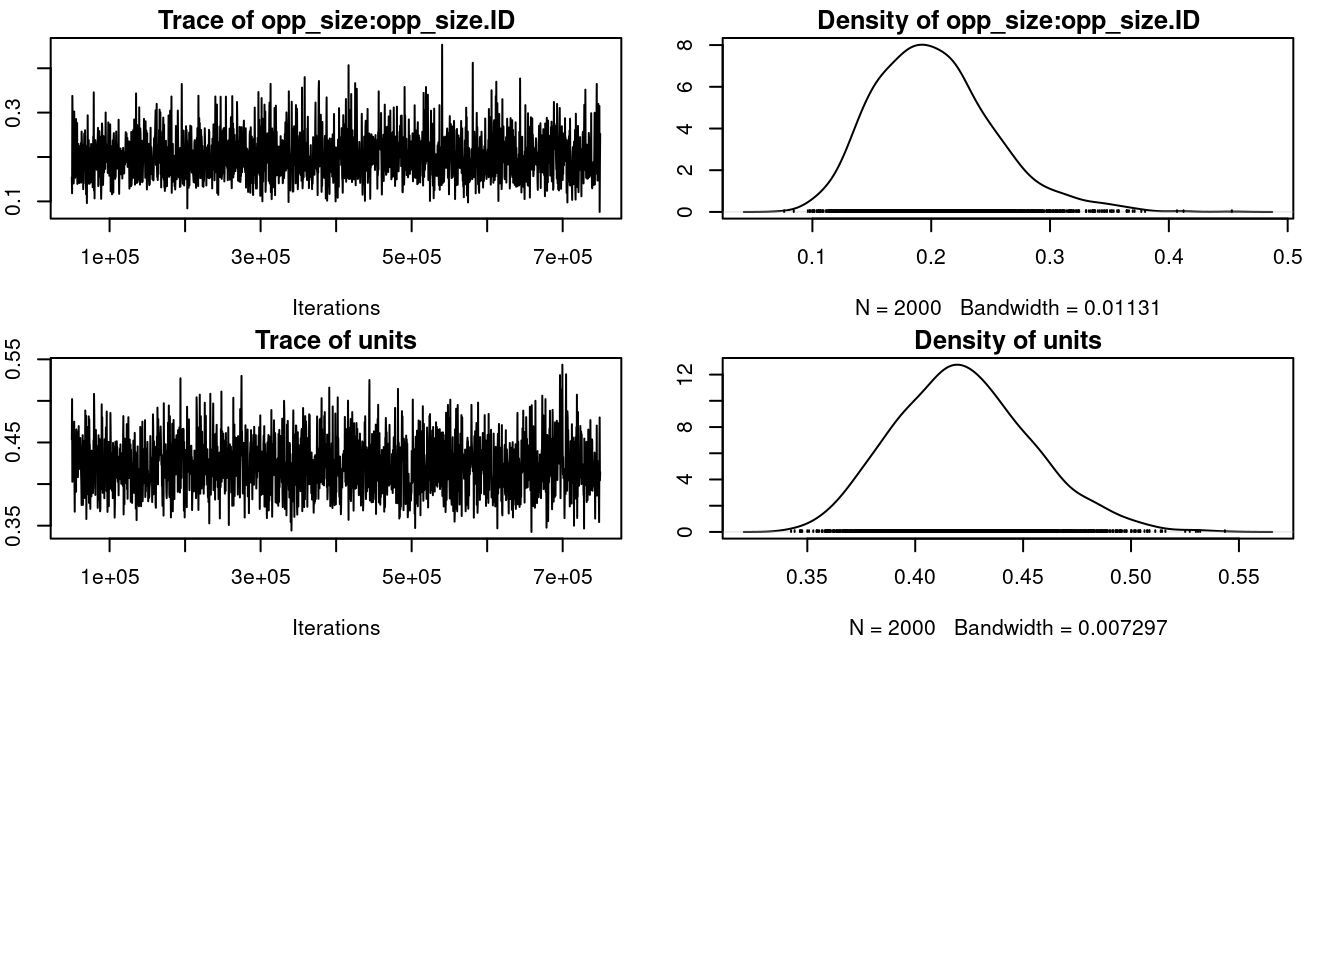 Trace of opp_size:opp_size.ID
0.3
0.1
1e+05 3e+05 5e+05 7e+05
Iterations
Density of opp_size:opp_size.ID
8
6
4
2
0
0.1 0.2 0.3 0.4 0.5
N = 2000 Bandwidth = 0.01131
Trace of units
0.55
0.45
0.35
1e+05 3e+05 5e+05 7e+05
Iterations
Density of units
12
8
4
0
0.35 0.40 0.45 0.50 0.55
N = 2000 Bandwidth = 0.007297